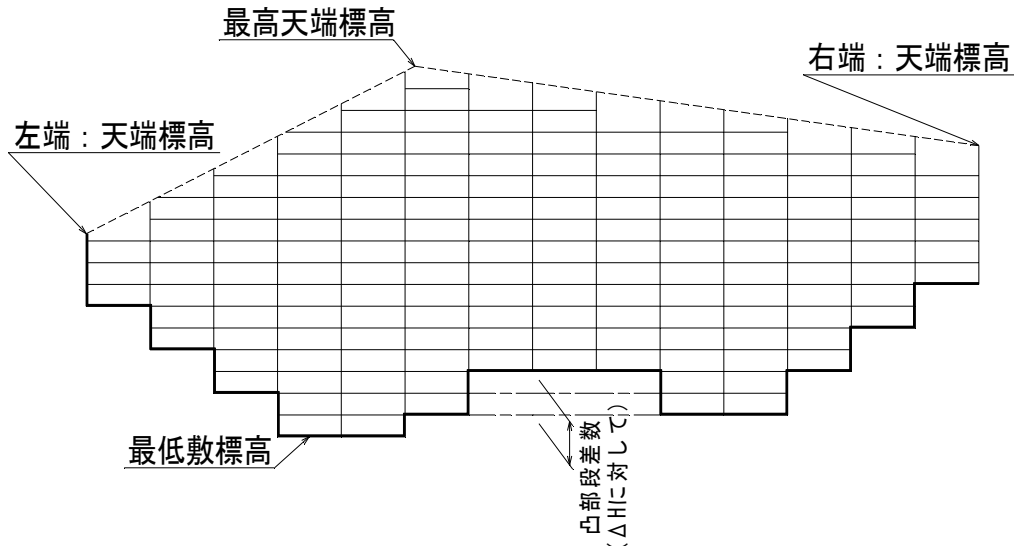 最高天端標高
右端：天端標高
左端：天端標高
最低敷標高
凸部段差数
(ΔHに対して)